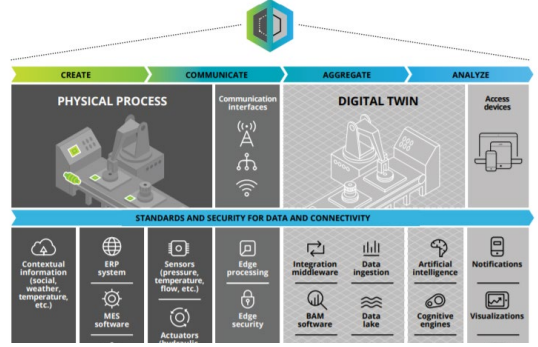 CREATE
COMMUNICATE
AGGREGATE
ANALYZE
PHYSICAL PROCESS
Communication
interfaces
DIGITAL TWIN
Access
devices
STANDARDS AND SECURITY FOR DATA AND CONNECTIVITY
Contextual
information
(social,
weather,
temperature,
etc.)
ERP
system
MES
software
Sensors
(pressure,
temperature,
flow, etc.)
Actuators
(hydraulic,
Edge
processing
Edge
security
Integration
middleware
BAM
software
Data
ingestion
Data
lake
Artificial
intelligence
Cognitive
engines
Notifications
Visualizations